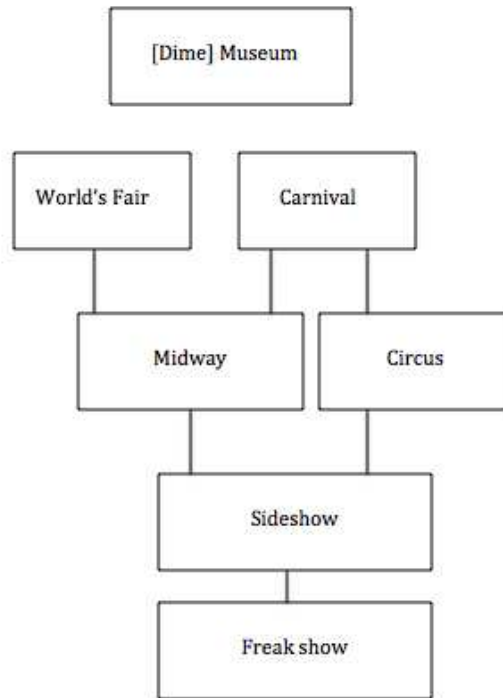 [Dime] Museum
World's Fair
Carnival
Midway
Circus
Sideshow
Freak show